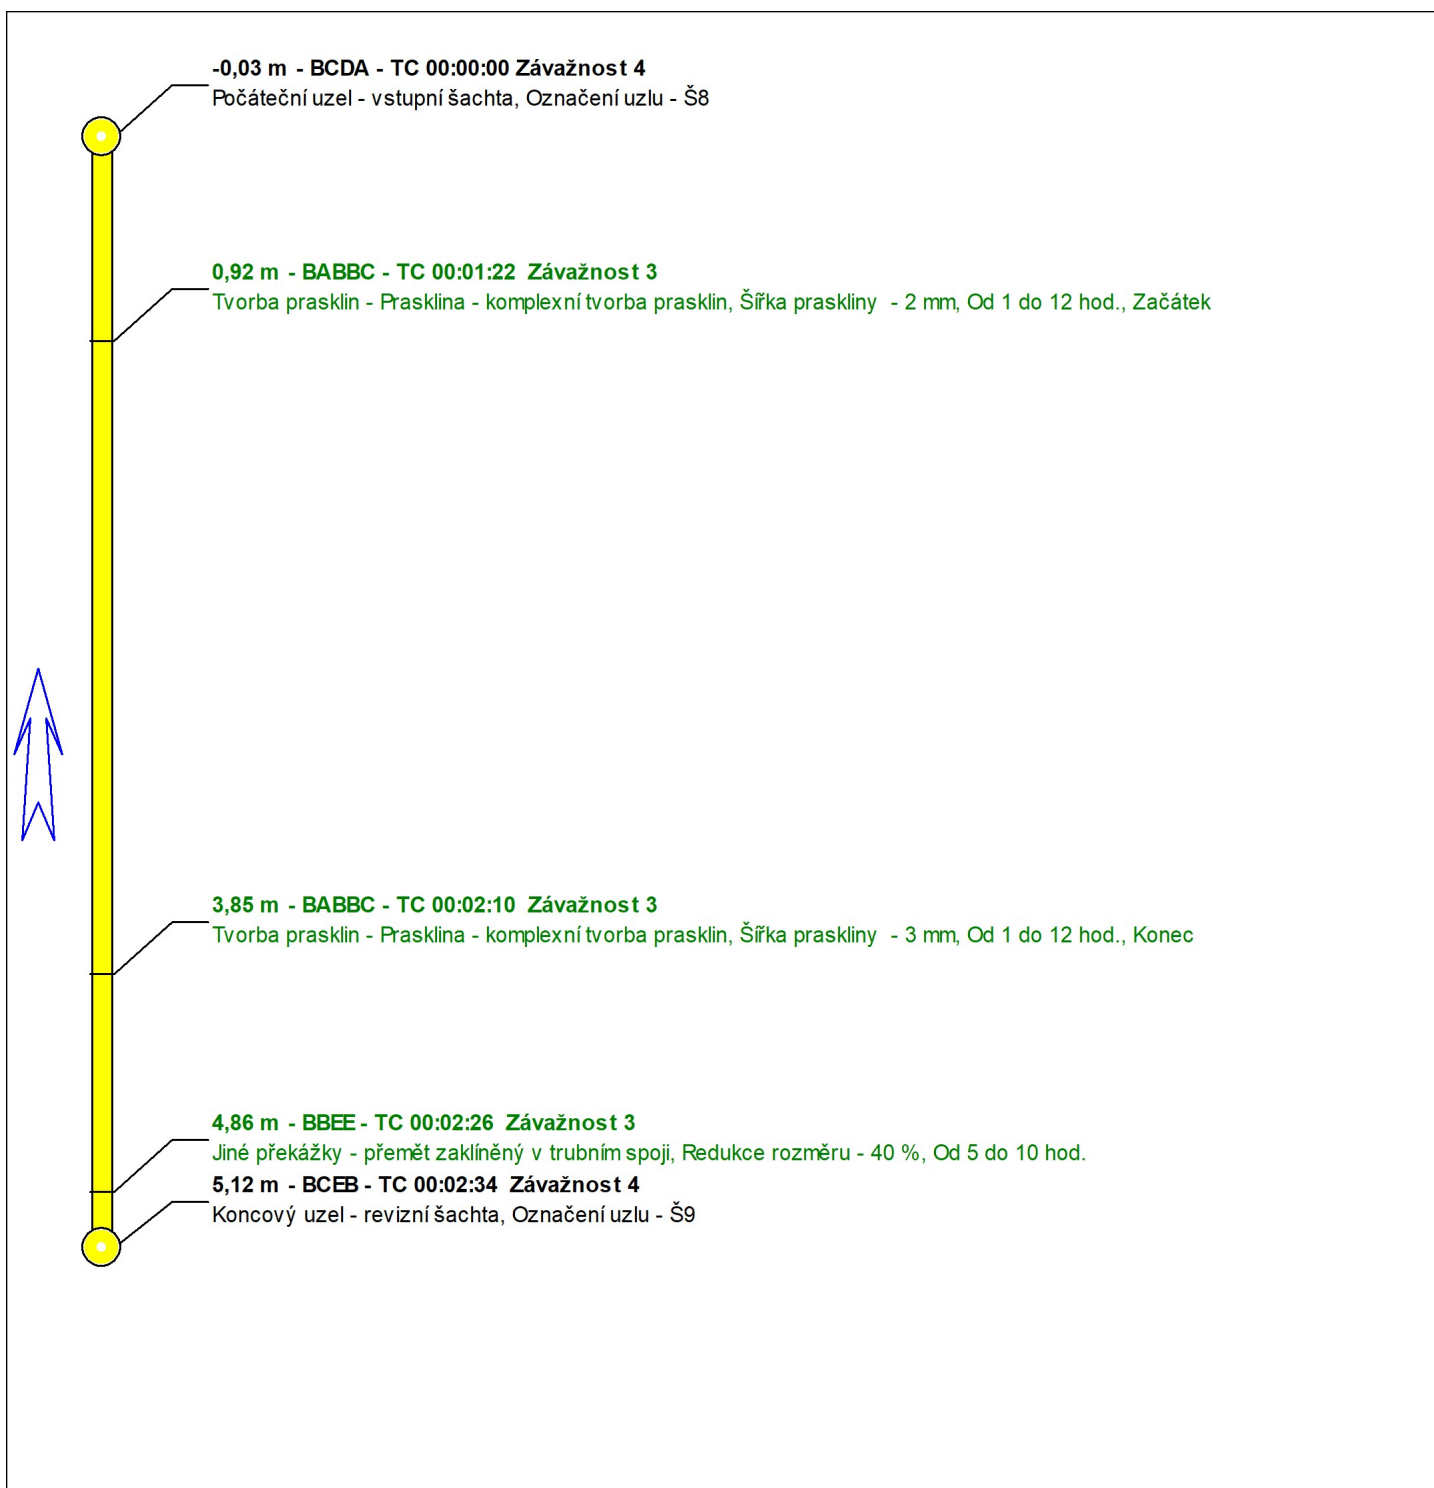 -0,03 m - BCDA - TC 00:00:00 Závažnost 4
Počáteční uzel - vstupní šachta, Označení uzlu - Š8
0,92 m - BABBC - TC 00:01:22 Závažnost 3
Tvorba prasklin - Prasklina - komplexní tvorba prasklin, Šířka praskliny - 2 mm, Od 1 do 12 hod., Začátek
3,85 m - BABBC - TC 00:02:10 Závažnost 3
Tvorba prasklin - Prasklina - komplexní tvorba prasklin, Šířka praskliny - 3 mm, Od 1 do 12 hod., Konec
4,86 m - BBEE - TC 00:02:26 Závažnost 3
Jiné překážky - přemět zaklíněný v trubním spoji, Redukce rozměru - 40 %, Od 5 do 10 hod.
5,12 m - BCEB - TC 00:02:34 Závažnost 4
Koncový uzel - revizní šachta, Označení uzlu - Š9